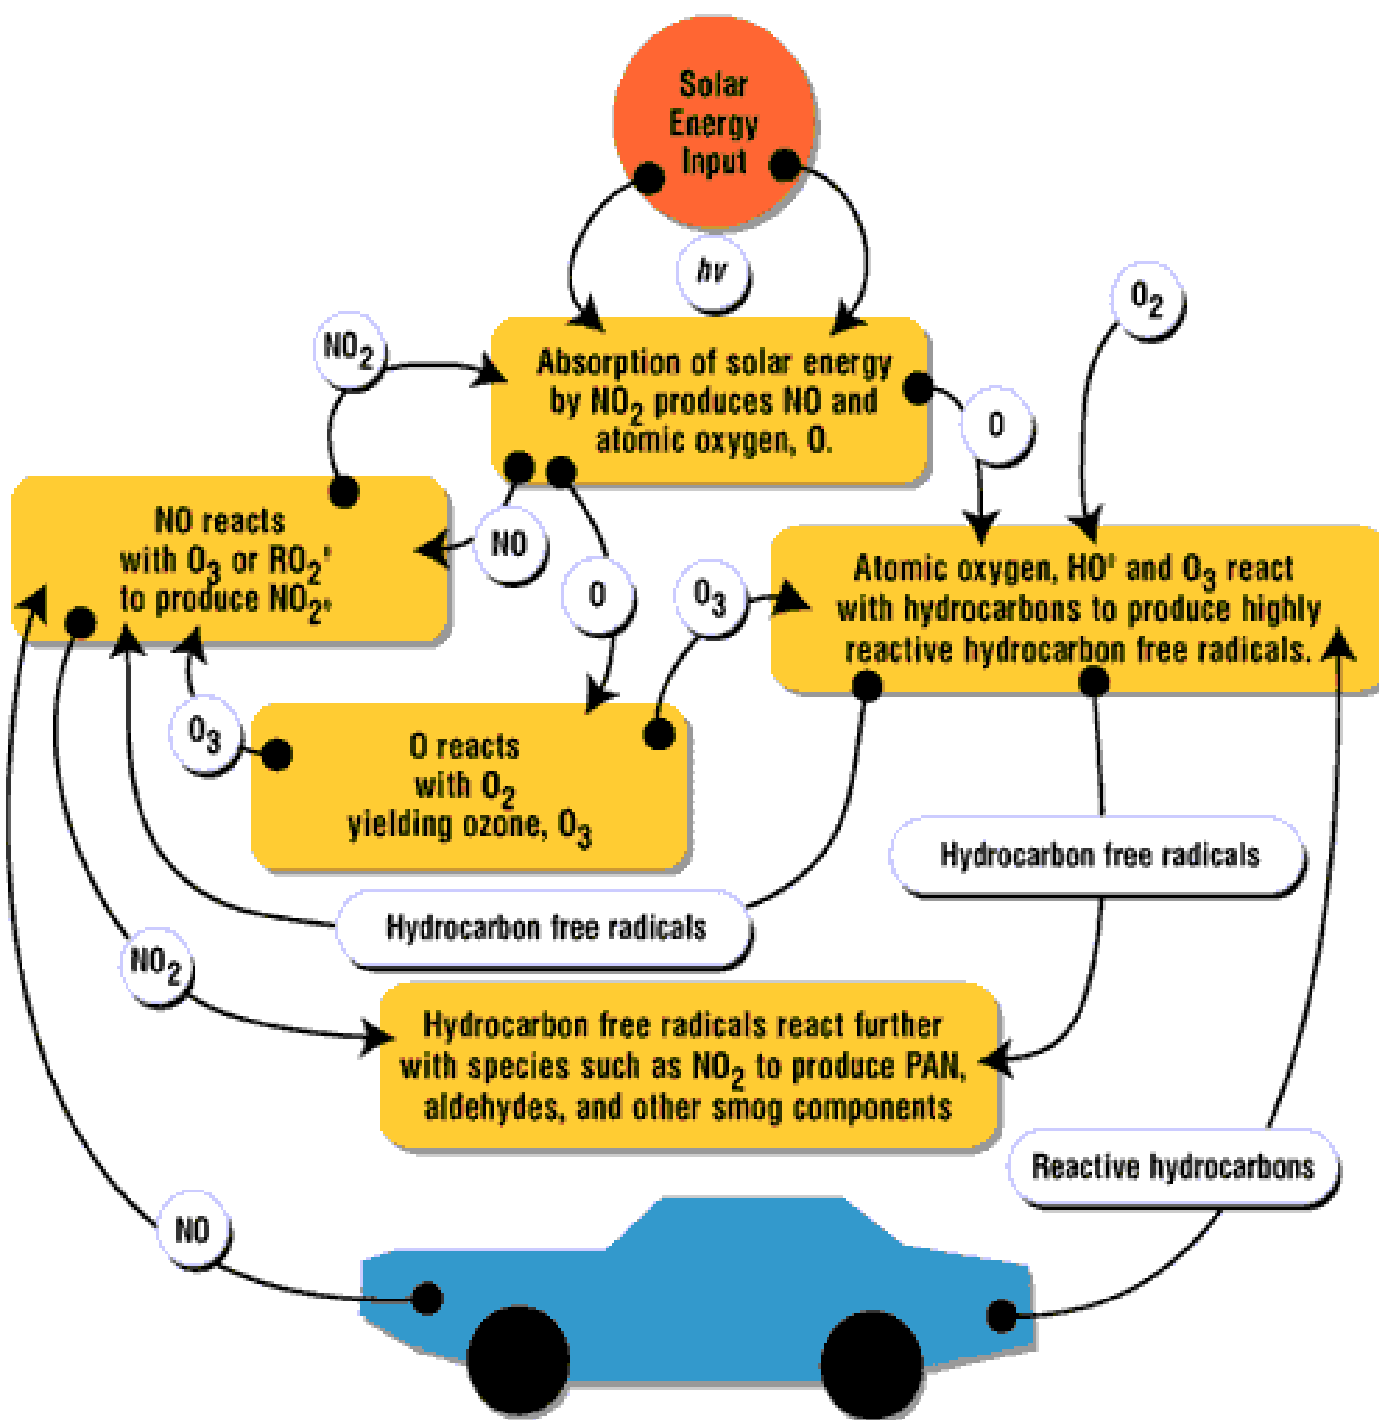 Solar
Energy
Input
hv
O2
NO2
Absorption of solar energy
by NO2 produces NO and
atomic oxygen, O.
O
NO reacts
with O3 or RO2•
to produce NO2•
NO
O
O3
Atomic oxygen, HO• and O3 react
with hydrocarbons to produce highly
reactive hydrocarbon free radicals.
O3
O reacts
with O2
yielding ozone, O3
Hydrocarbon free radicals
Hydrocarbon free radicals
NO2
Hydrocarbon free radicals react further
with species such as NO2 to produce PAN,
aldehydes, and other smog components
Reactive hydrocarbons
NO